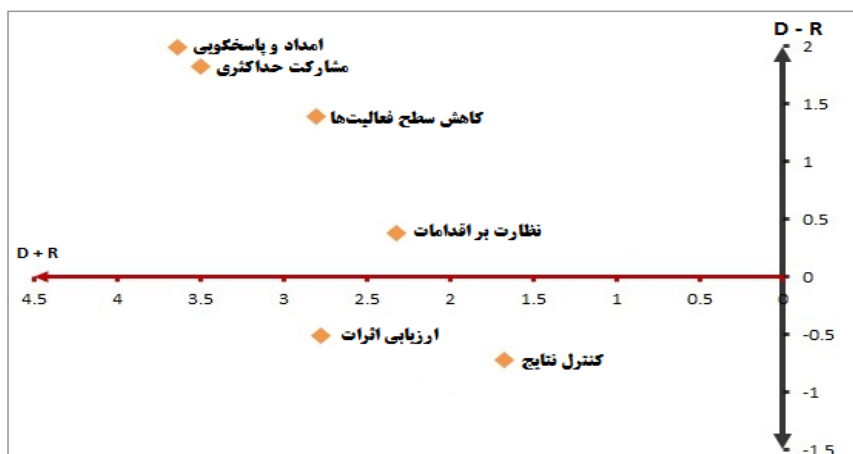 D - R
2
امداد و پاسخگویی
مشارکت حداکثری
1.5
کاهش سطح فعالیت‌ها
1
0.5
نظارت بر اقدامات
D + R
0
4.5 4 3.5 3 2.5 2 1.5 1 0.5 0
ارزیابی اثرات
-0.5
کنترل نتایج
-1
-1.5